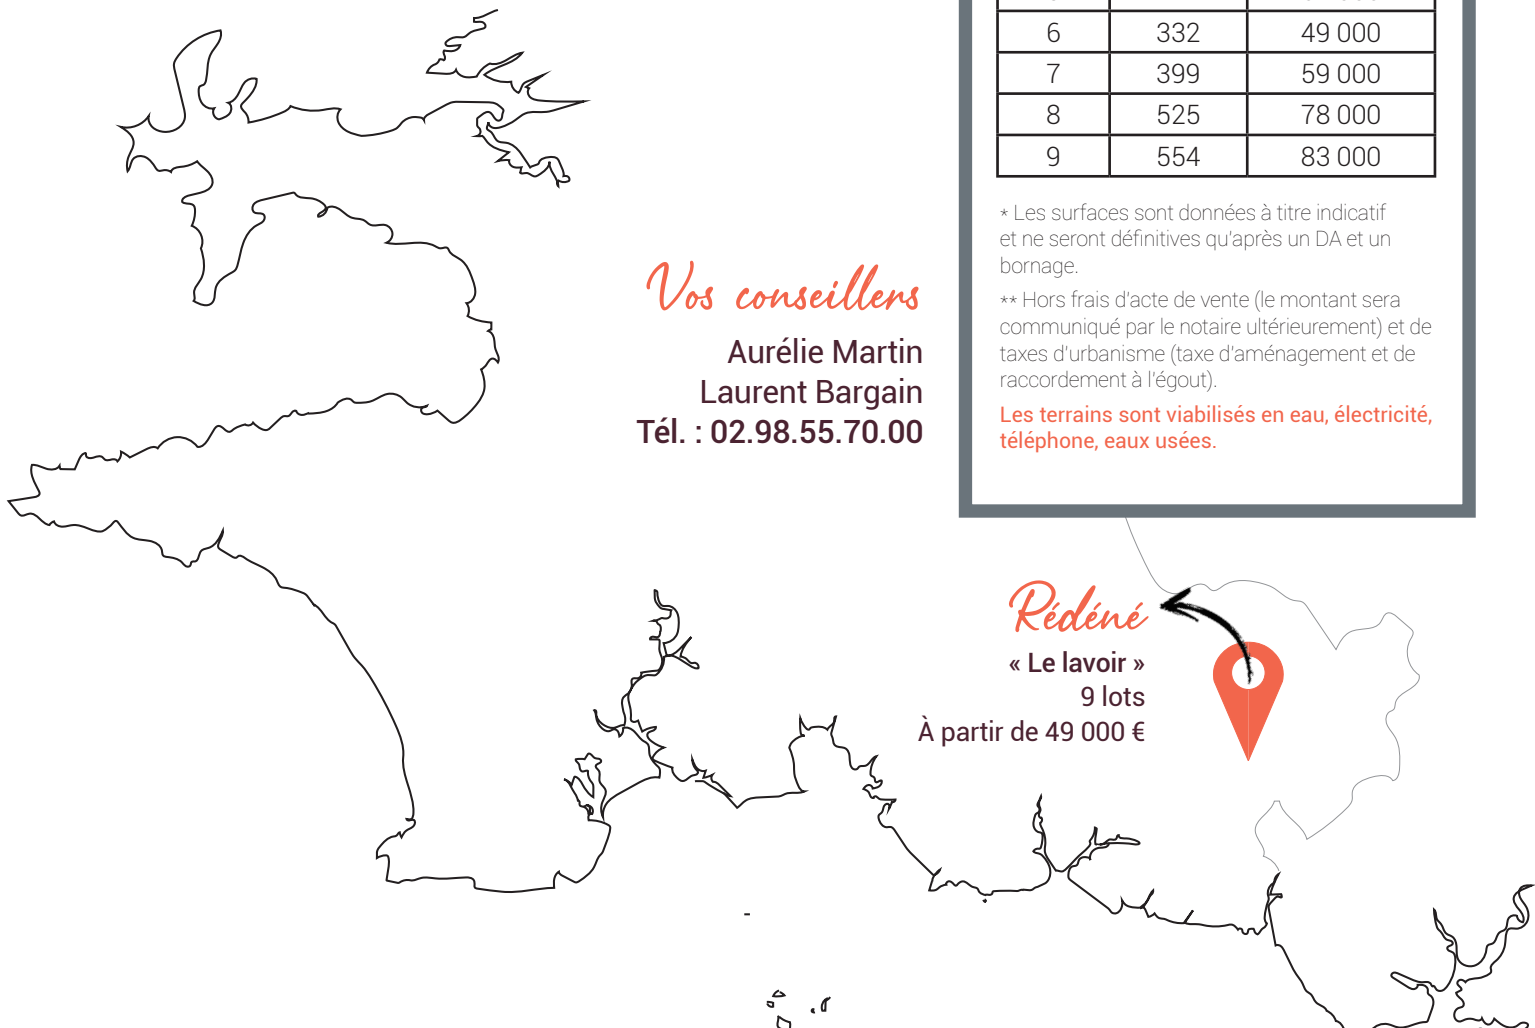 6 332 49 000
7 399 59 000
8 525 78 000
9 554 83 000
* Les surfaces sont données à titre indicatif
et ne seront définitives qu'après un DA et un
bornage.
** Hors frais d'acte de vente (le montant sera
communiqué par le notaire ultérieurement) et de
taxes d'urbanisme (taxe d'aménagement et de
raccordement à l'égout).
Les terrains sont viabilisés en eau, électricité,
téléphone, eaux usées.
Vos conseillers
Aurélie Martin
Laurent Bargain
Tél. : 02.98.55.70.00
Rédéné
« Le lavoir »
9 lots
À partir de 49 000 €